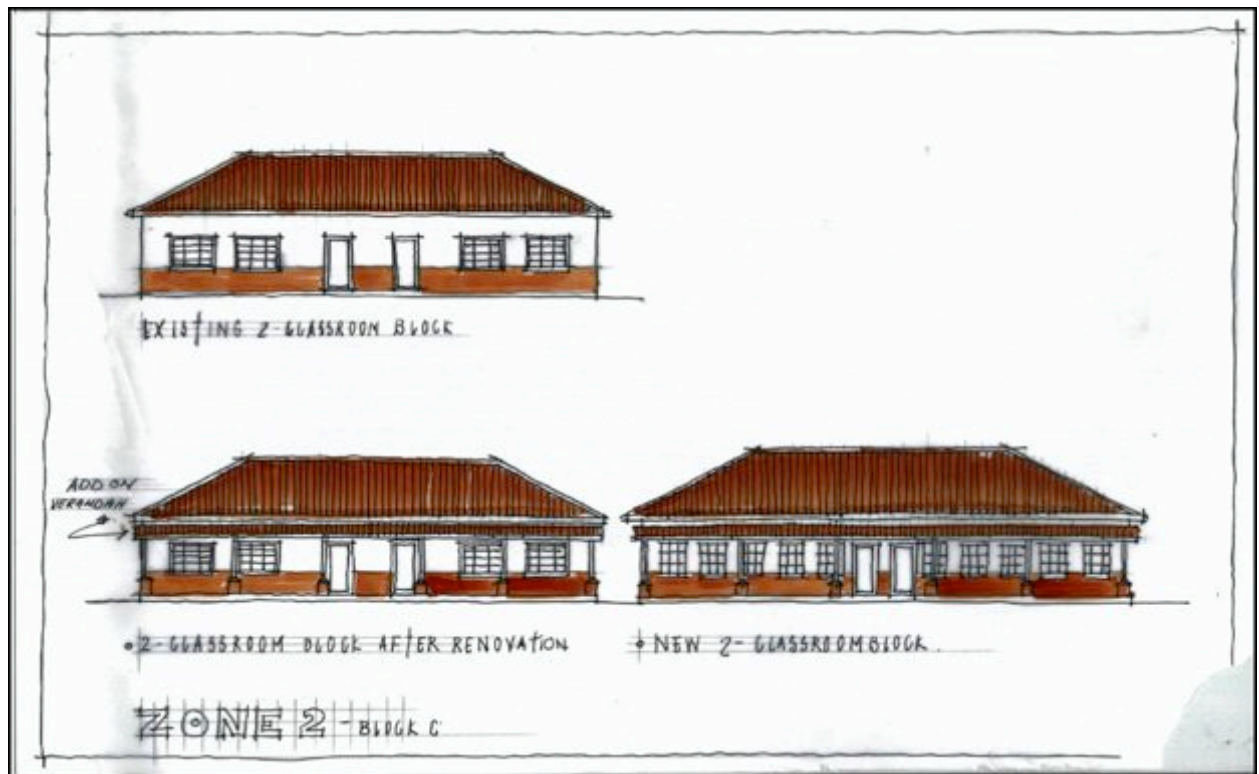 EXISTING 2-CLASSROOM BLOCK
ADD ON
VERANDAH
2-CLASSROOM BLOCK AFTER RENOVATION
NEW 2-CLASSROOM BLOCK.
ZONE 2 - BLOCK C